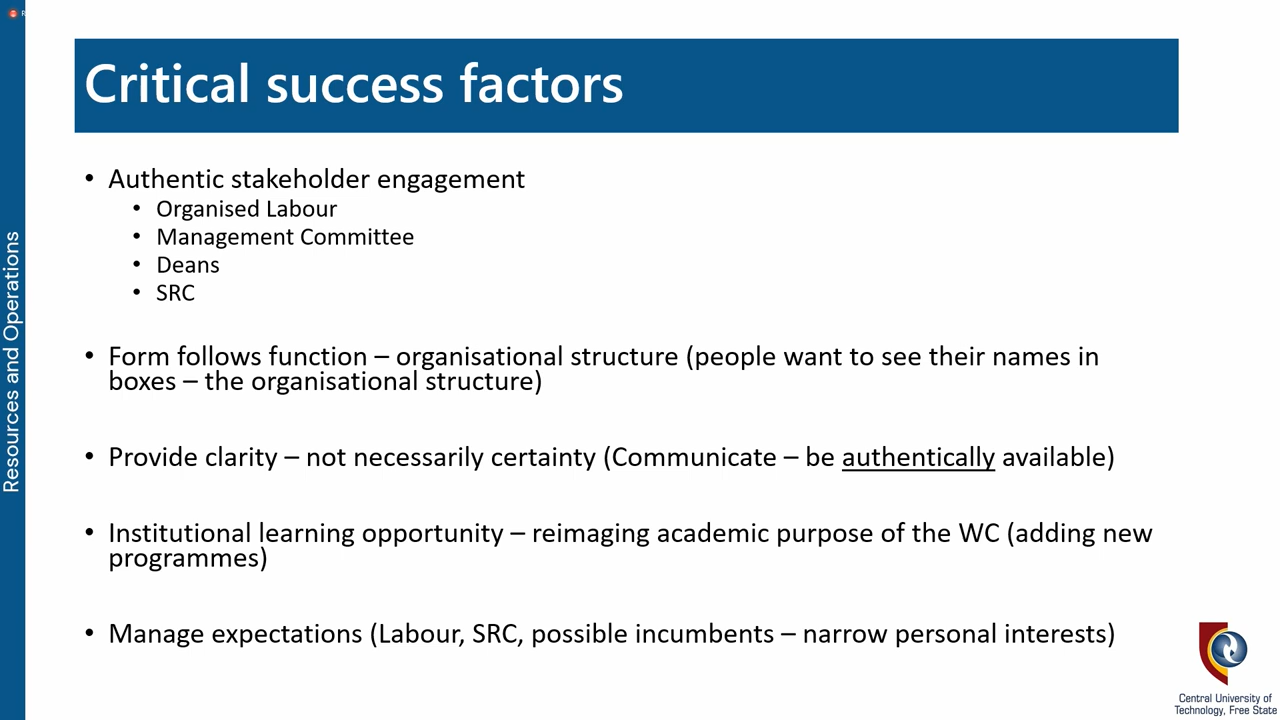 R
Critical success factors
• Authentic stakeholder engagement
• Organised Labour
• Management Committee
• Deans
• SRC
• Form follows function – organisational structure (people want to see their names in
boxes – the organisational structure)
• Provide clarity – not necessarily certainty (Communicate – be authentically available)
• Institutional learning opportunity – reimaging academic purpose of the WC (adding new
programmes)
• Manage expectations (Labour, SRC, possible incumbents – narrow personal interests)
Resources and Operations
Central University of
Technology, Free State